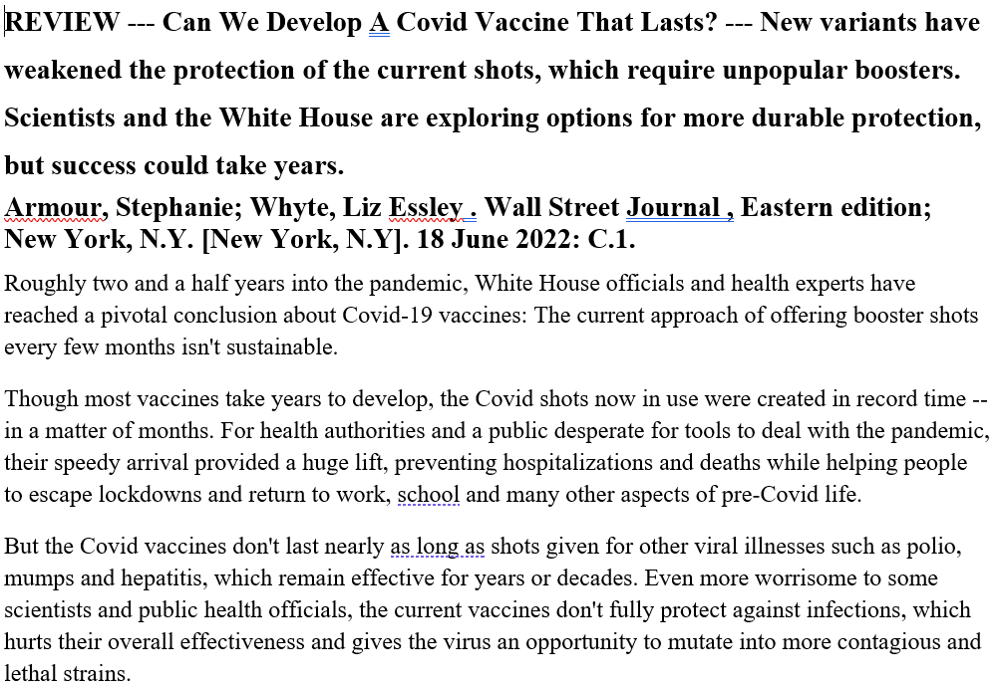 REVIEW --- Can We Develop A Covid Vaccine That Lasts? --- New variants have
weakened the protection of the current shots, which require unpopular boosters.
Scientists and the White House are exploring options for more durable protection,
but success could take years.
Armour, Stephanie; Whyte, Liz Essley . Wall Street Journal , Eastern edition;
New York, N.Y. [New York, N.Y]. 18 June 2022: C.1.
Roughly two and a half years into the pandemic, White House officials and health experts have
reached a pivotal conclusion about Covid-19 vaccines: The current approach of offering booster shots
every few months isn't sustainable.
Though most vaccines take years to develop, the Covid shots now in use were created in record time --
in a matter of months. For health authorities and a public desperate for tools to deal with the pandemic,
their speedy arrival provided a huge lift, preventing hospitalizations and deaths while helping people
to escape lockdowns and return to work, school and many other aspects of pre-Covid life.
But the Covid vaccines don't last nearly as long as shots given for other viral illnesses such as polio,
mumps and hepatitis, which remain effective for years or decades. Even more worrisome to some
scientists and public health officials, the current vaccines don't fully protect against infections, which
hurts their overall effectiveness and gives the virus an opportunity to mutate into more contagious and
lethal strains.